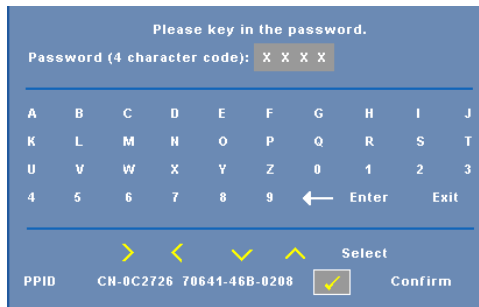 Please key in the password.
Password (4 character code): X X X X
A B C D E F G H I J
K L M N O P Q R S T
U V W X Y Z 0 1 2 3
4 5 6 7 8 9 ← Enter Exit
Select
PPID CN-0C2726 70641-46B-0208 ✓ Confirm